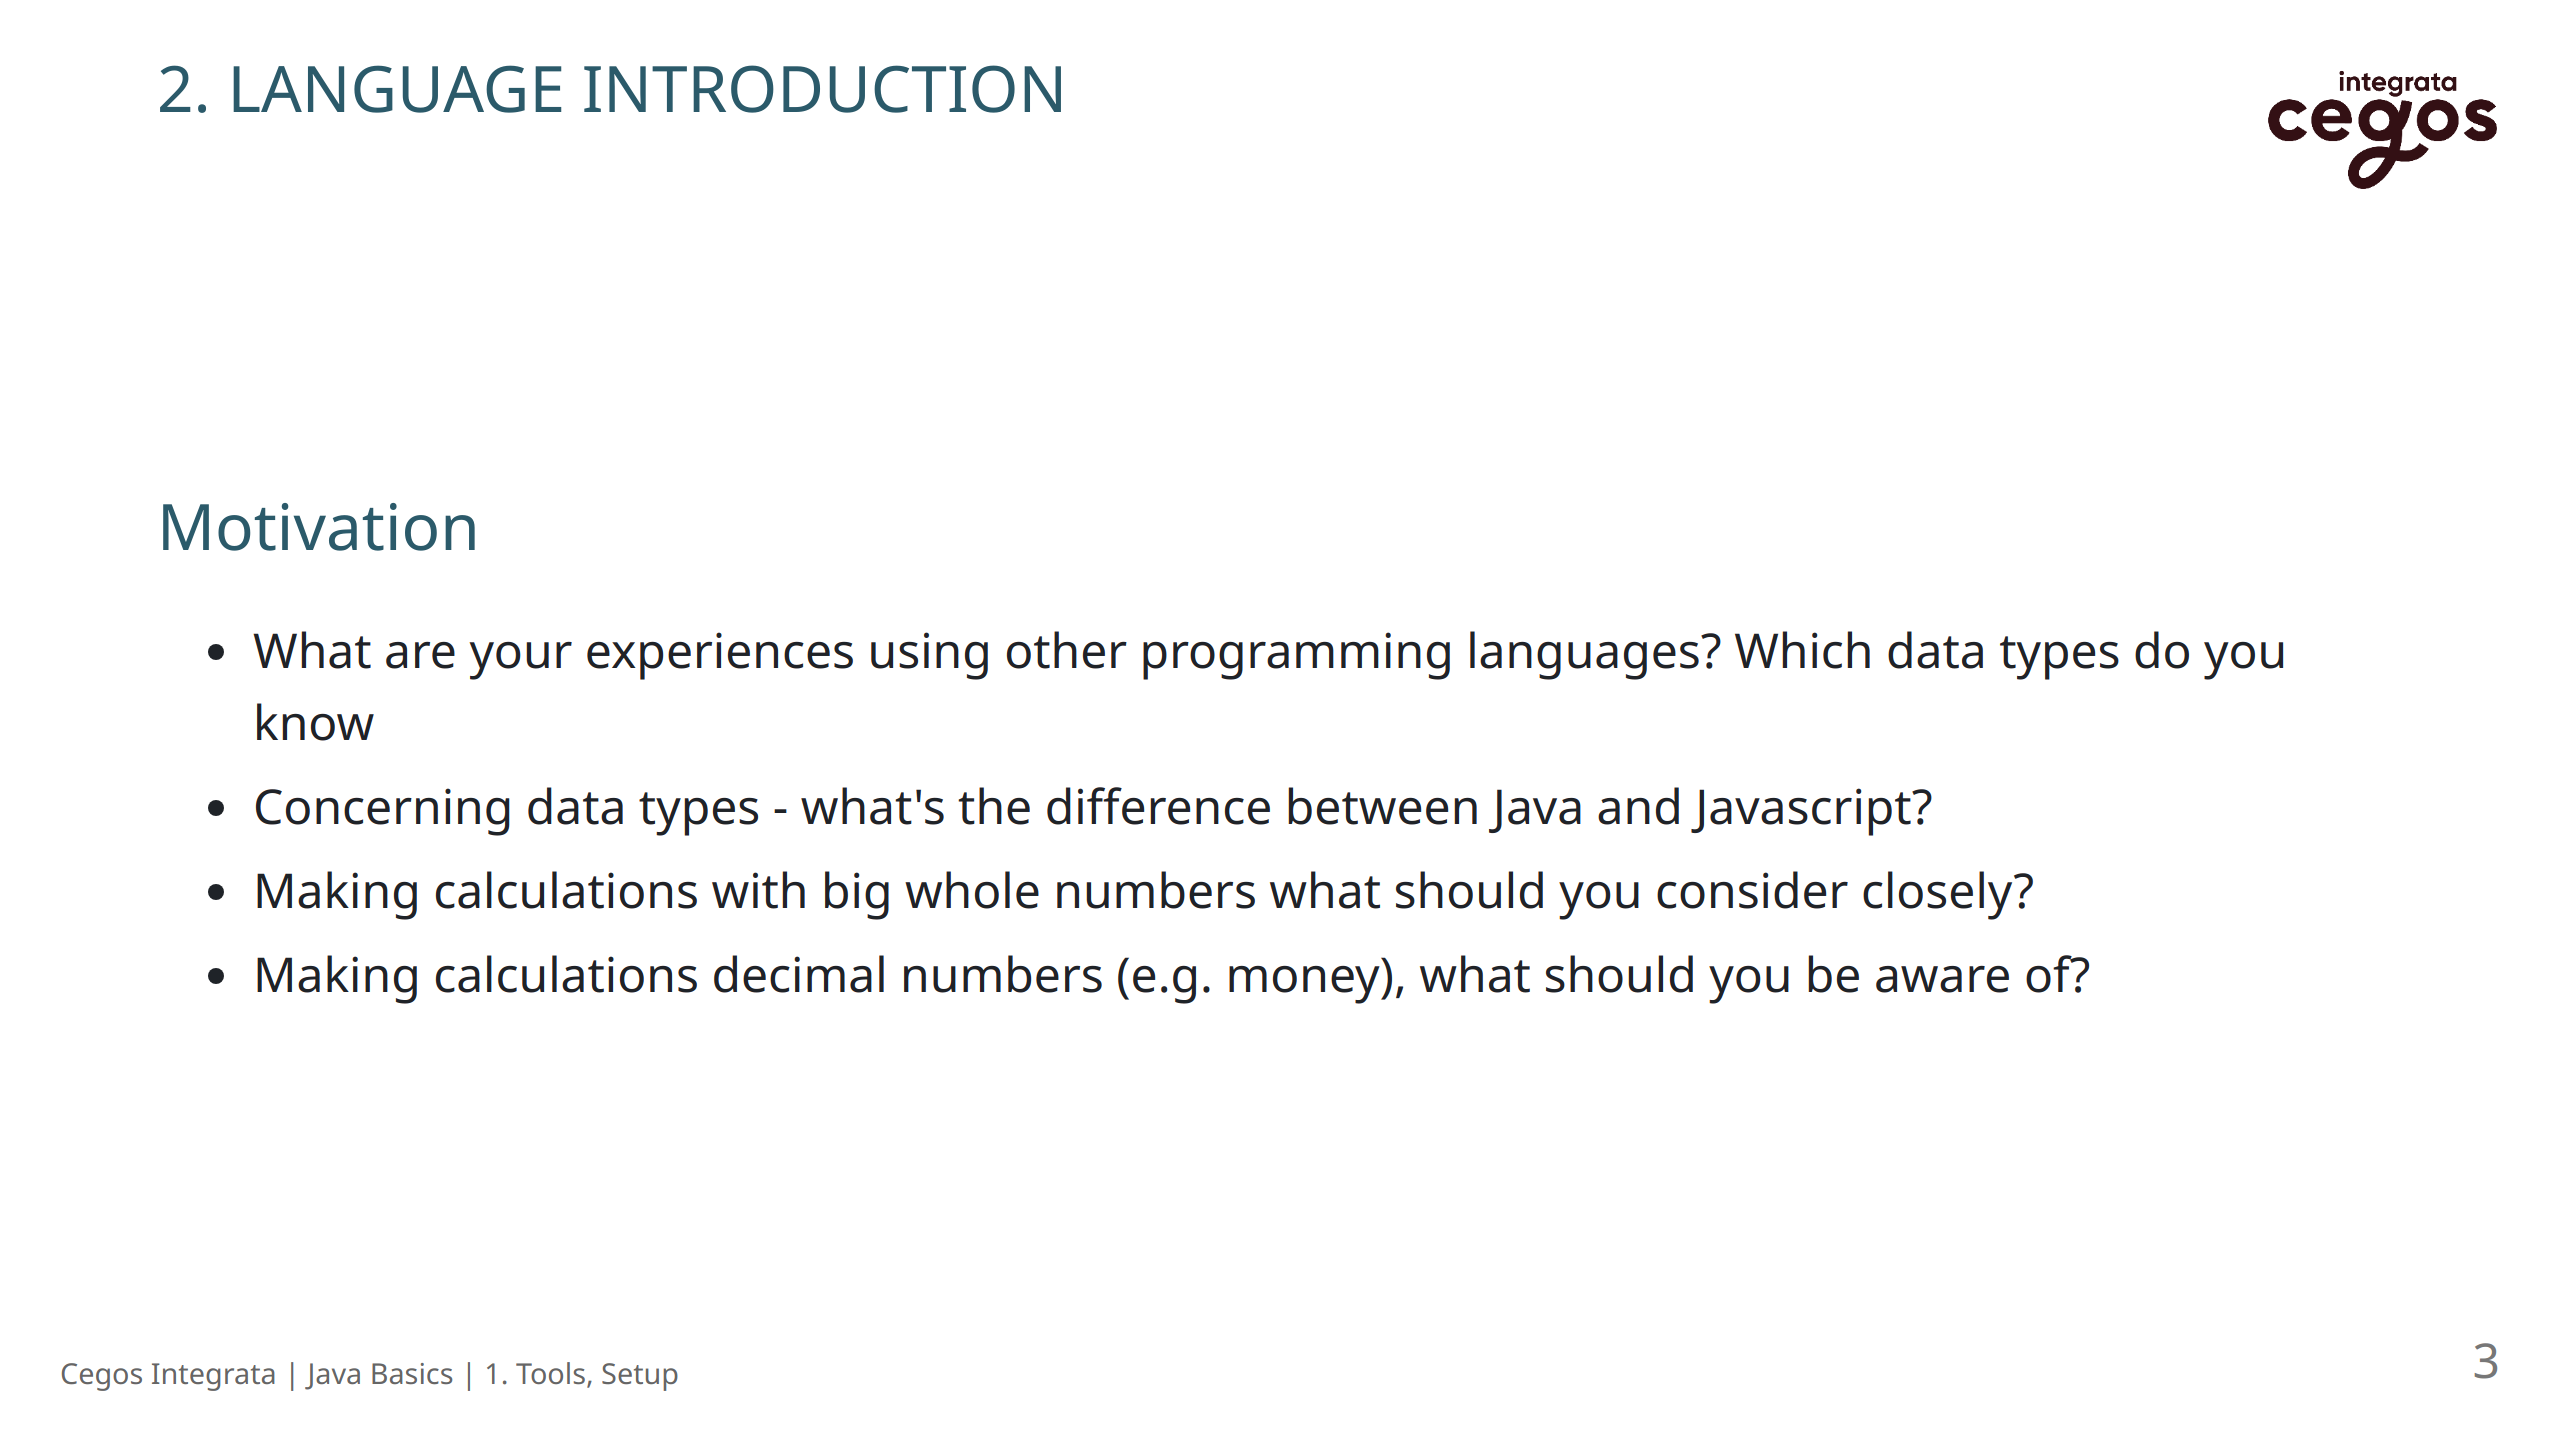 2. LANGUAGE INTRODUCTION
integrata
cegos
Motivation
• What are your experiences using other programming languages? Which data types do you
know
• Concerning data types - what's the difference between Java and Javascript?
• Making calculations with big whole numbers what should you consider closely?
• Making calculations decimal numbers (e.g. money), what should you be aware of?
Cegos Integrata | Java Basics | 1. Tools, Setup
3